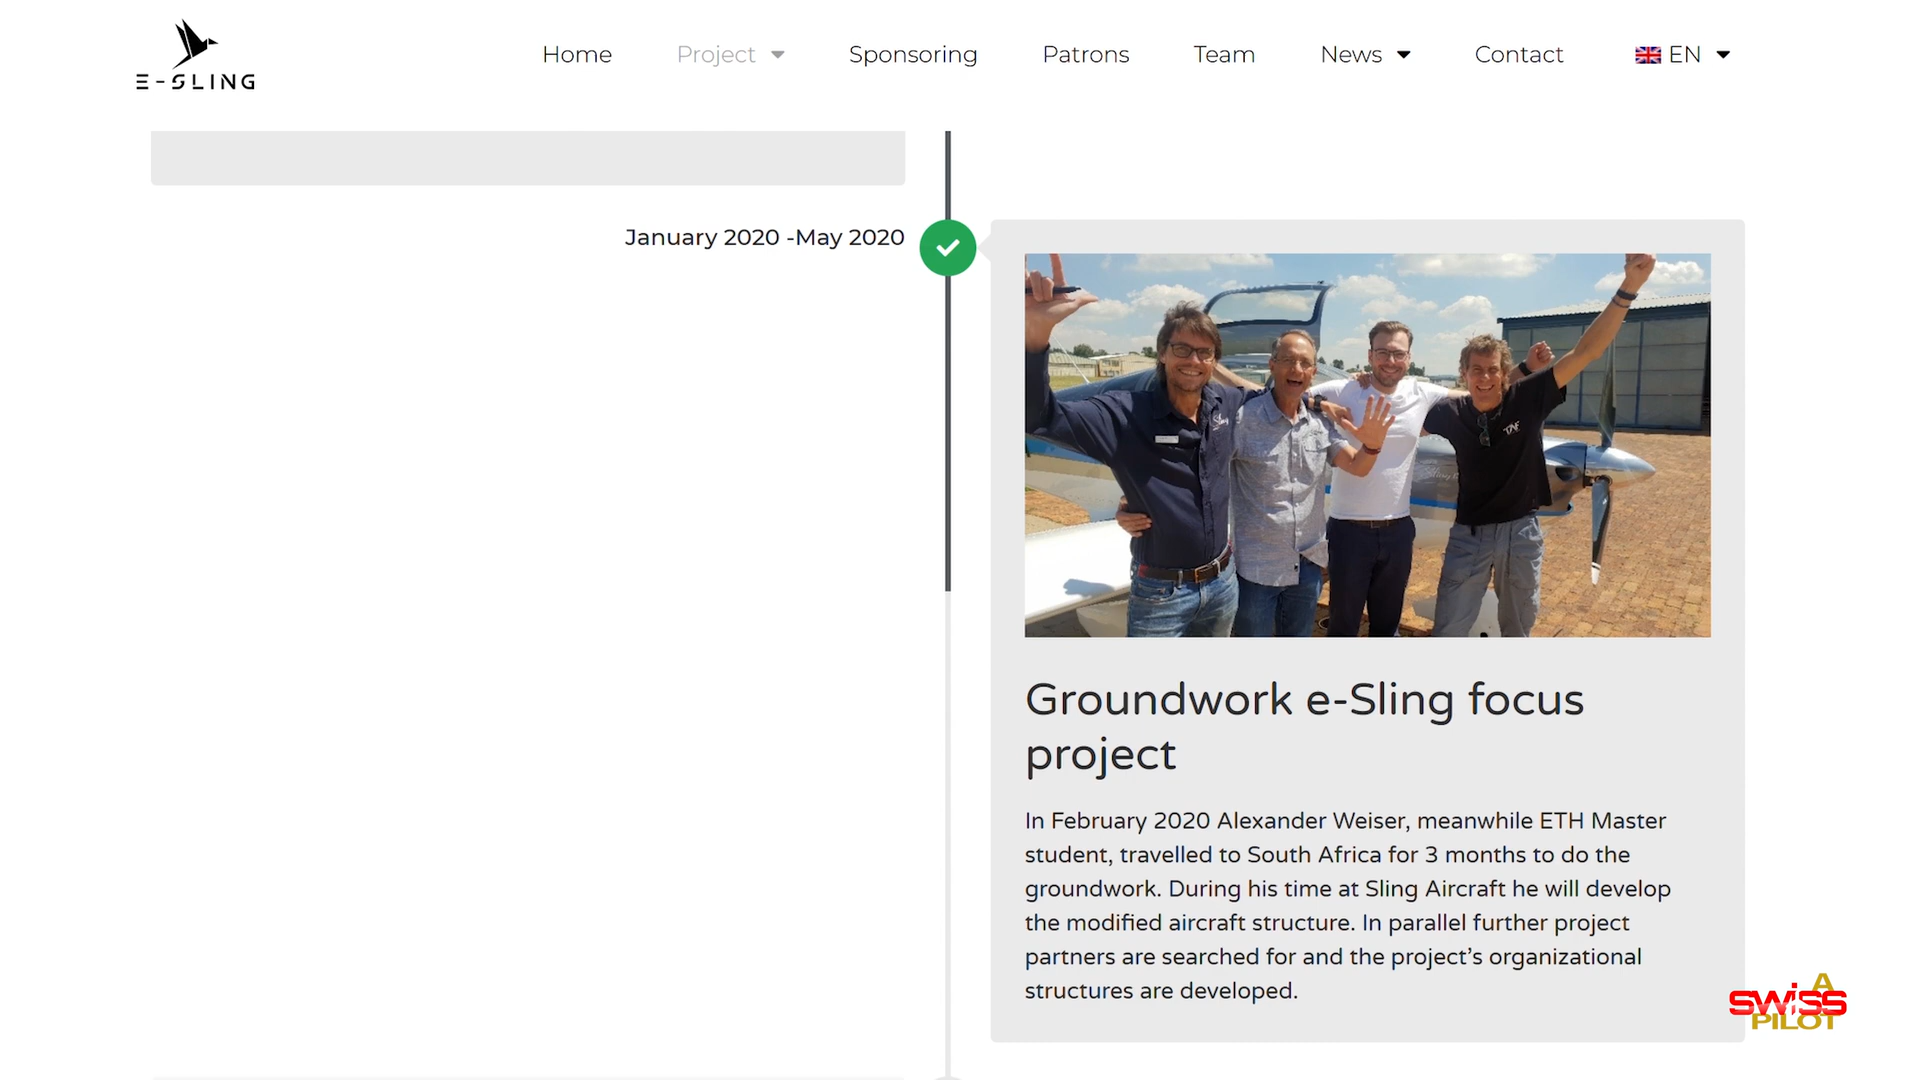 E-SLING
Home
Project
Sponsoring
Patrons
Team
News
Contact
EN
January 2020 -May 2020
Sling
TAF
Groundwork e-Sling focus
project
In February 2020 Alexander Weiser, meanwhile ETH Master
student, travelled to South Africa for 3 months to do the
groundwork. During his time at Sling Aircraft he will develop
the modified aircraft structure. In parallel further project
partners are searched for and the project’s organizational
structures are developed.
A
SWiSS
PILOT